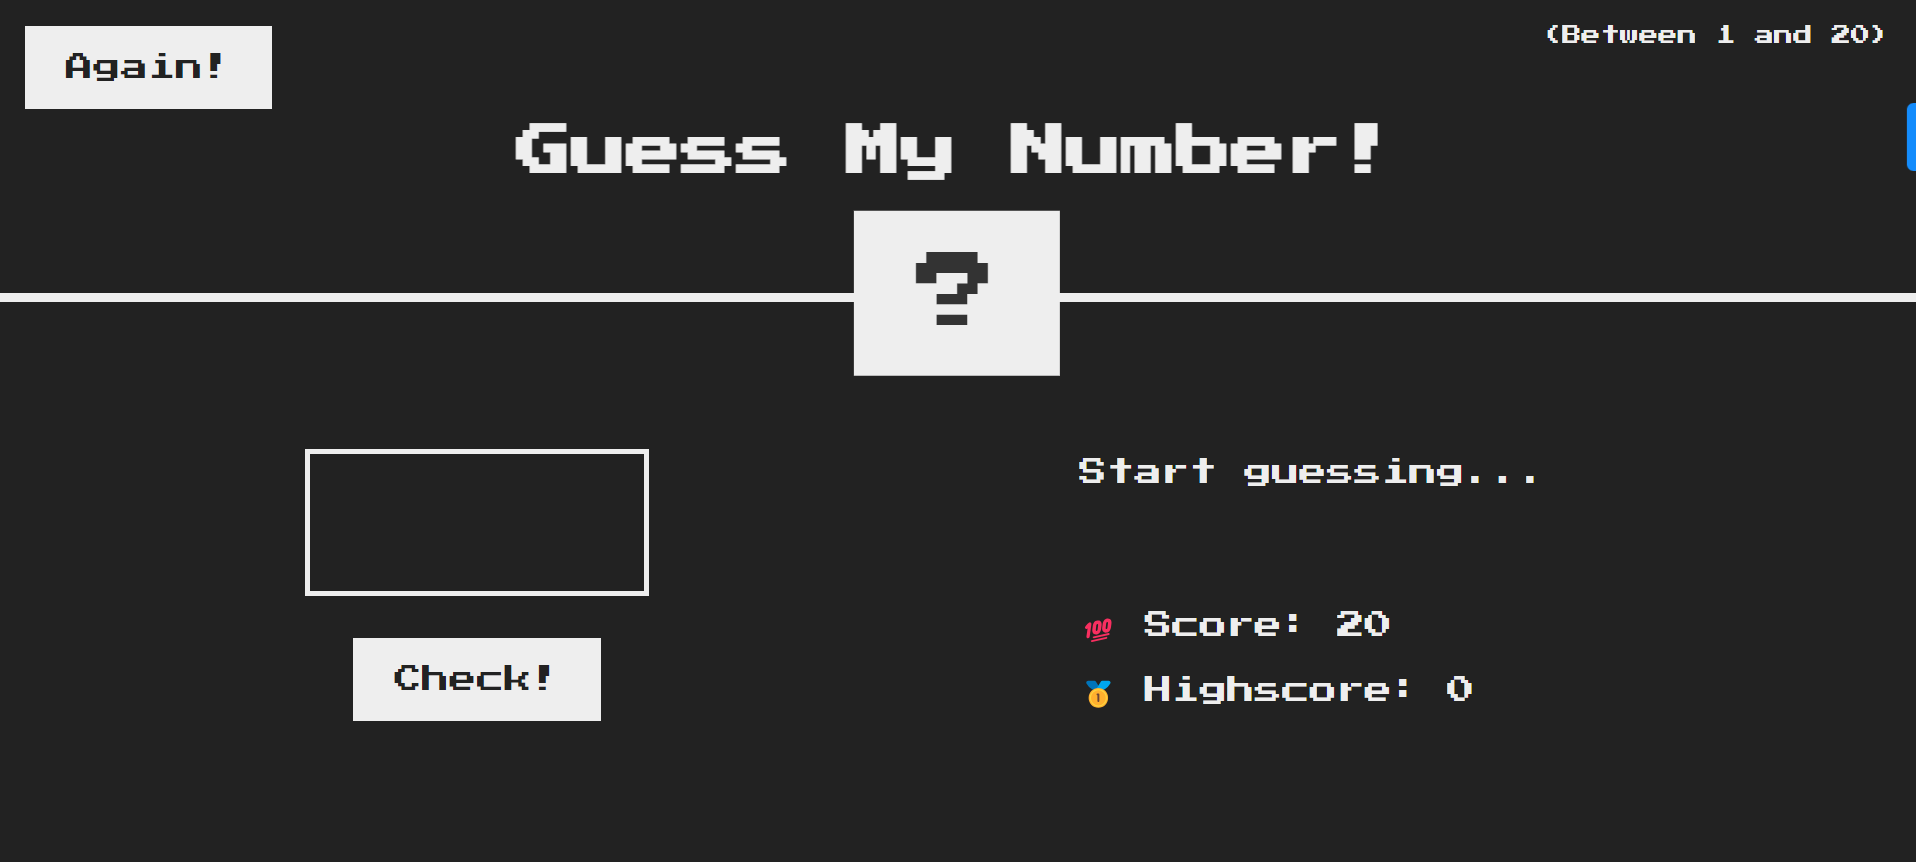 Again!
(Between 1 and 20)
Guess My Number!
?
Start guessing...
Check!
💯 Score: 20
🥇 Highscore: 0